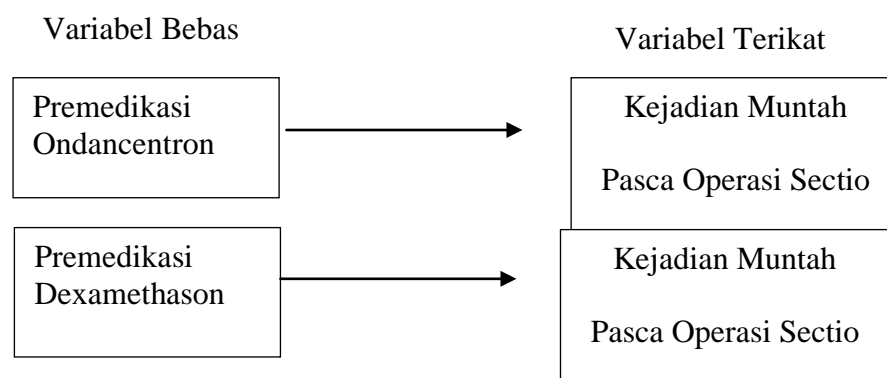 Variabel Bebas
Variabel Terikat
Premedikasi
Ondancentron
Kejadian Muntah
Pasca Operasi Sectio
Premedikasi
Dexamethason
Kejadian Muntah
Pasca Operasi Sectio